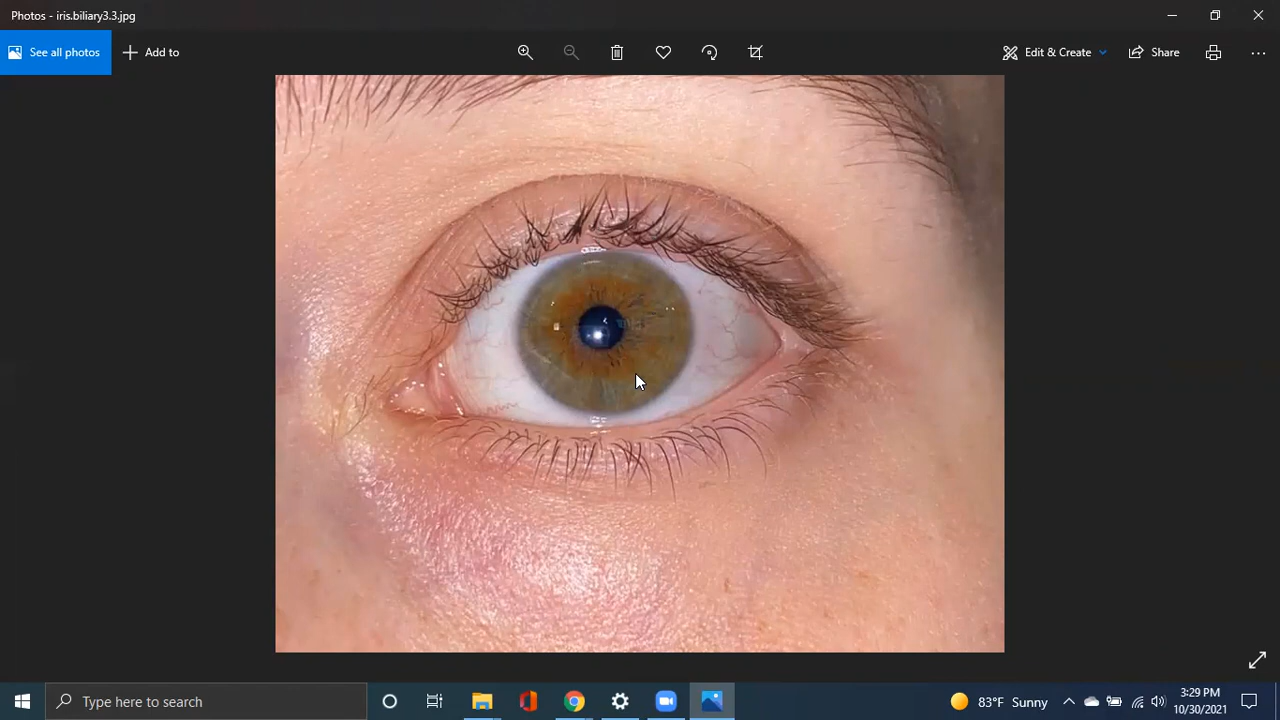 Photos - iris.biliary3.3.jpg
See all photos
Add to
Edit & Create
Share
Type here to search
83°F Sunny
3:29 PM
10/30/2021